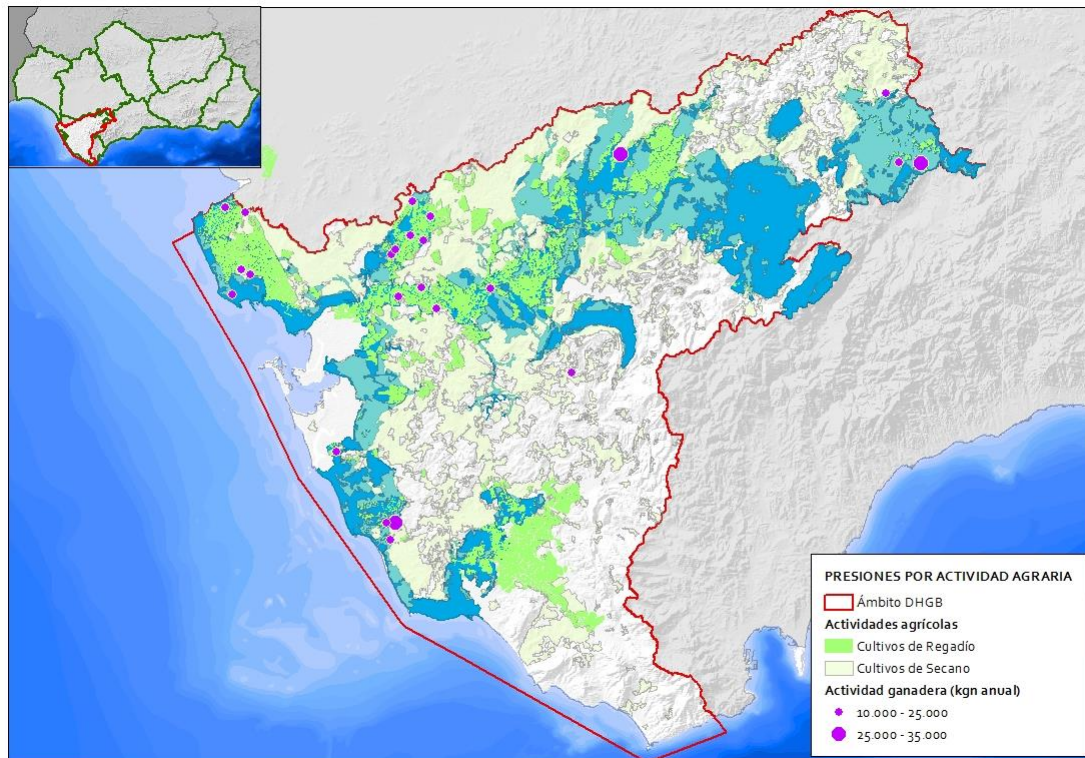 PRESIONES POR ACTIVIDAD AGRARIA
Ámbito DHGB
Actividades agrícolas
Cultivos de Regadío
Cultivos de Secano
Actividad ganadera (kgn anual)
10.000 - 25.000
25.000 - 35.000